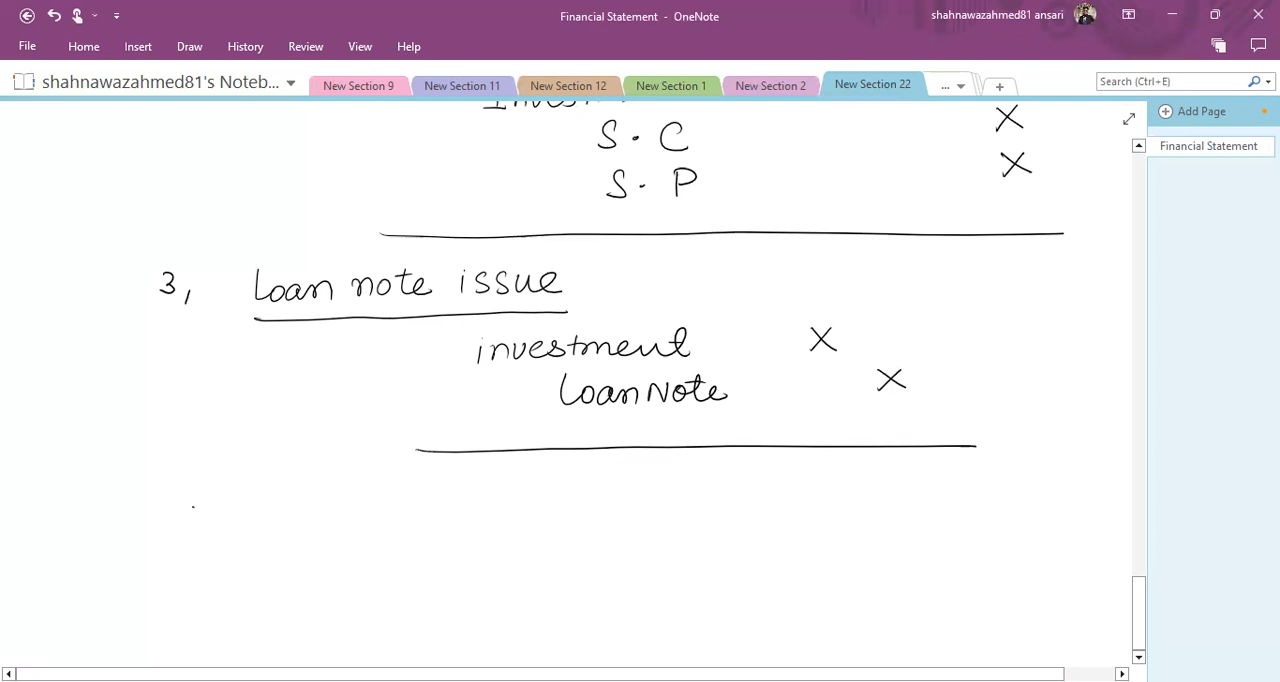 Financial Statement - OneNote
shahnawazahmed81 ansari
File Home Insert Draw History Review View Help
shahnawazahmed81's Noteb... New Section 9 New Section 11 New Section 12 New Section 1 New Section 2 New Section 22 ... + Search (Ctrl+E)
Add Page
Financial Statement
X
S. C X
S. P
3, Loan note issue
investment X
Loan Note X